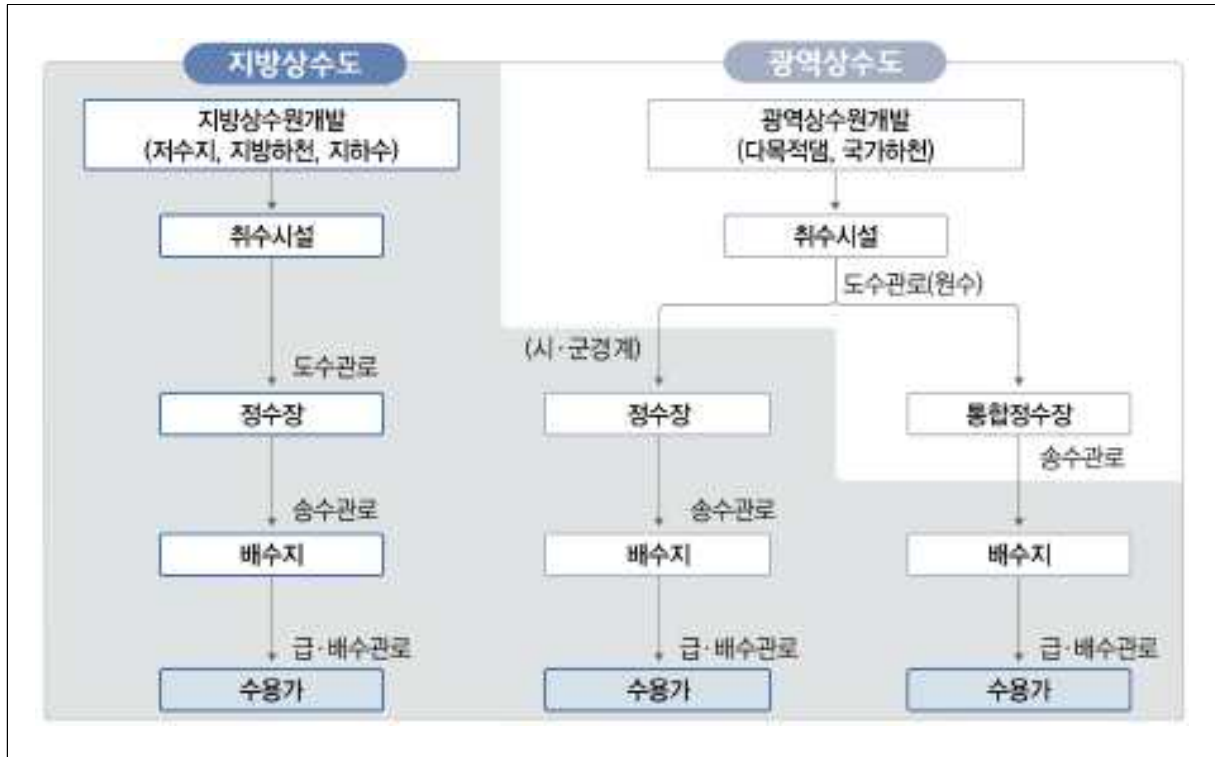 지방상수도
광역상수도
지방상수원개발
(저수지, 지방하천, 지하수)
광역상수원개발
(다목적댐, 국가하천)
취수시설
취수시설
도수관로(원수)
(시·군경계)
도수관로
정수장
정수장
통합정수장
송수관로
송수관로
송수관로
배수지
배수지
배수지
급·배수관로
급·배수관로
급·배수관로
수용가
수용가
수용가